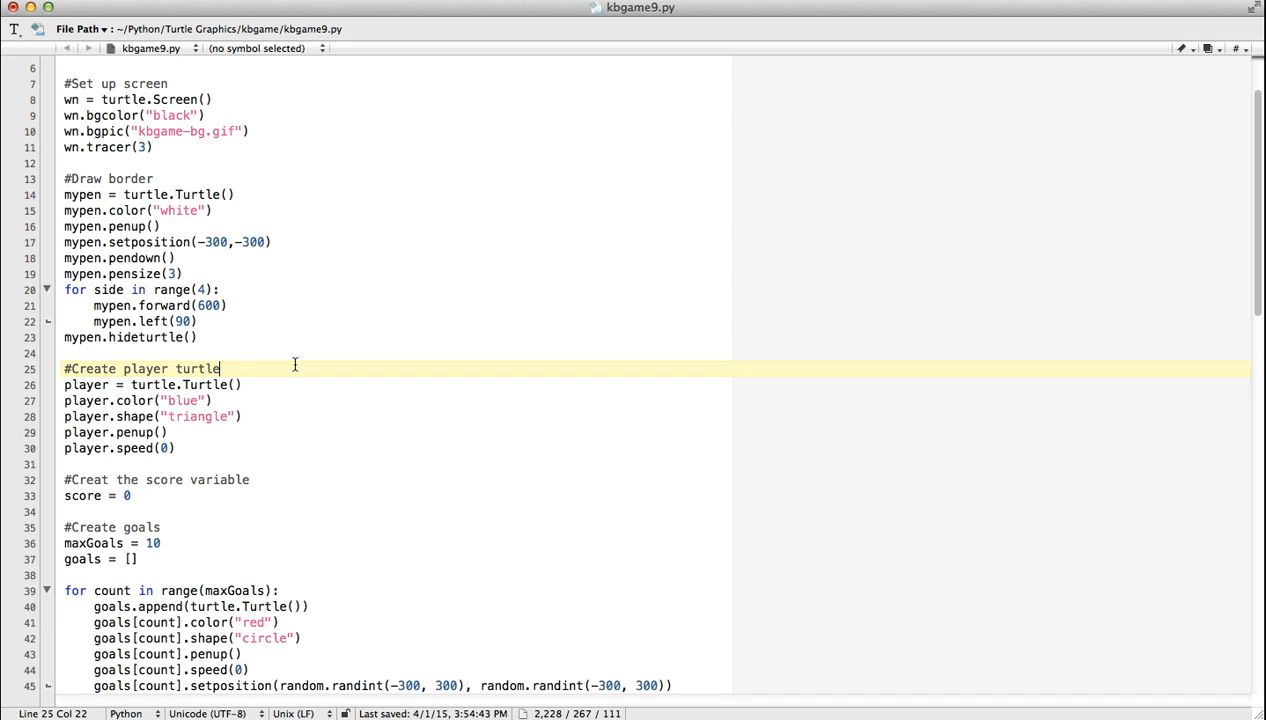 kbgame9.py
File Path ▾ : ~/Python/Turtle Graphics/kbgame/kbgame9.py
kbgame9.py (no symbol selected) #
6
7 #Set up screen
8 wn = turtle.Screen()
9 wn.bgcolor("black")
10 wn.bgpic("kbgame-bg.gif")
11 wn.tracer(3)
12
13 #Draw border
14 mypen = turtle.Turtle()
15 mypen.color("white")
16 mypen.penup()
17 mypen.setposition(-300,-300)
18 mypen.pendown()
19 mypen.pensize(3)
20 for side in range(4):
21     mypen.forward(600)
22     mypen.left(90)
23 mypen.hideturtle()
24
25 #Create player turtle
26 player = turtle.Turtle()
27 player.color("blue")
28 player.shape("triangle")
29 player.penup()
30 player.speed(0)
31
32 #Creat the score variable
33 score = 0
34
35 #Create goals
36 maxGoals = 10
37 goals = []
38
39 for count in range(maxGoals):
40     goals.append(turtle.Turtle())
41     goals[count].color("red")
42     goals[count].shape("circle")
43     goals[count].penup()
44     goals[count].speed(0)
45     goals[count].setposition(random.randint(-300, 300), random.randint(-300, 300))
Line 25 Col 22 Python Unicode (UTF-8) Unix (LF) Last saved: 4/1/15, 3:54:43 PM 2,228 / 267 / 111